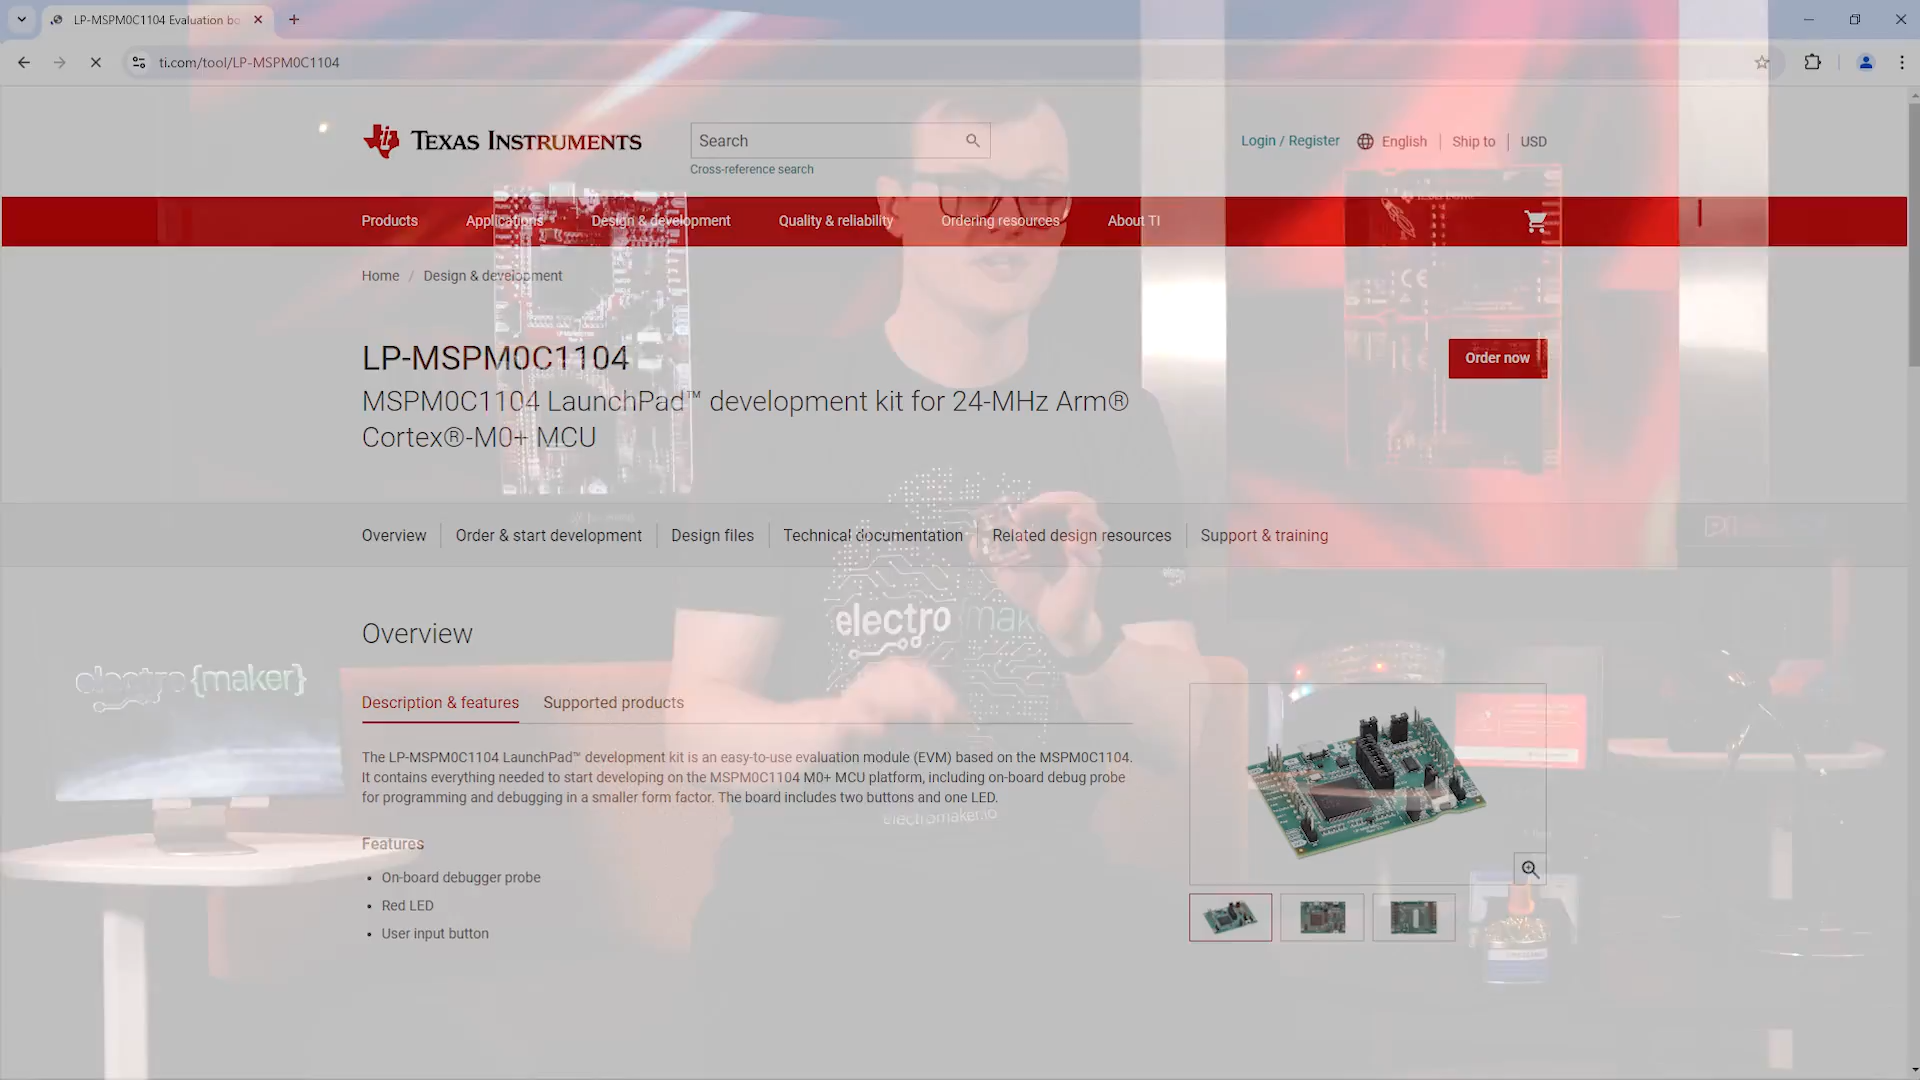 LP-MSPM0C1104 Evaluation bo
ti.com/tool/LP-MSPM0C1104
TEXAS INSTRUMENTS
Search
Cross-reference search
Login / Register
English
Ship to
USD
Products
Applications
Design & development
Quality & reliability
Ordering resources
About TI
Home / Design & development
LP-MSPM0C1104
Order now
MSPM0C1104 LaunchPad™ development kit for 24-MHz Arm®
Cortex®-M0+ MCU
Overview
Order & start development
Design files
Technical documentation
Related design resources
Support & training
Overview
electro{maker}
electro{mak
Description & features
Supported products
The LP-MSPM0C1104 LaunchPad™ development kit is an easy-to-use evaluation module (EVM) based on the MSPM0C1104.
It contains everything needed to start developing on the MSPM0C1104 M0+ MCU platform, including on-board debug probe
for programming and debugging in a smaller form factor. The board includes two buttons and one LED.
Electromaker.io
Features
• On-board debugger probe
• Red LED
• User input button